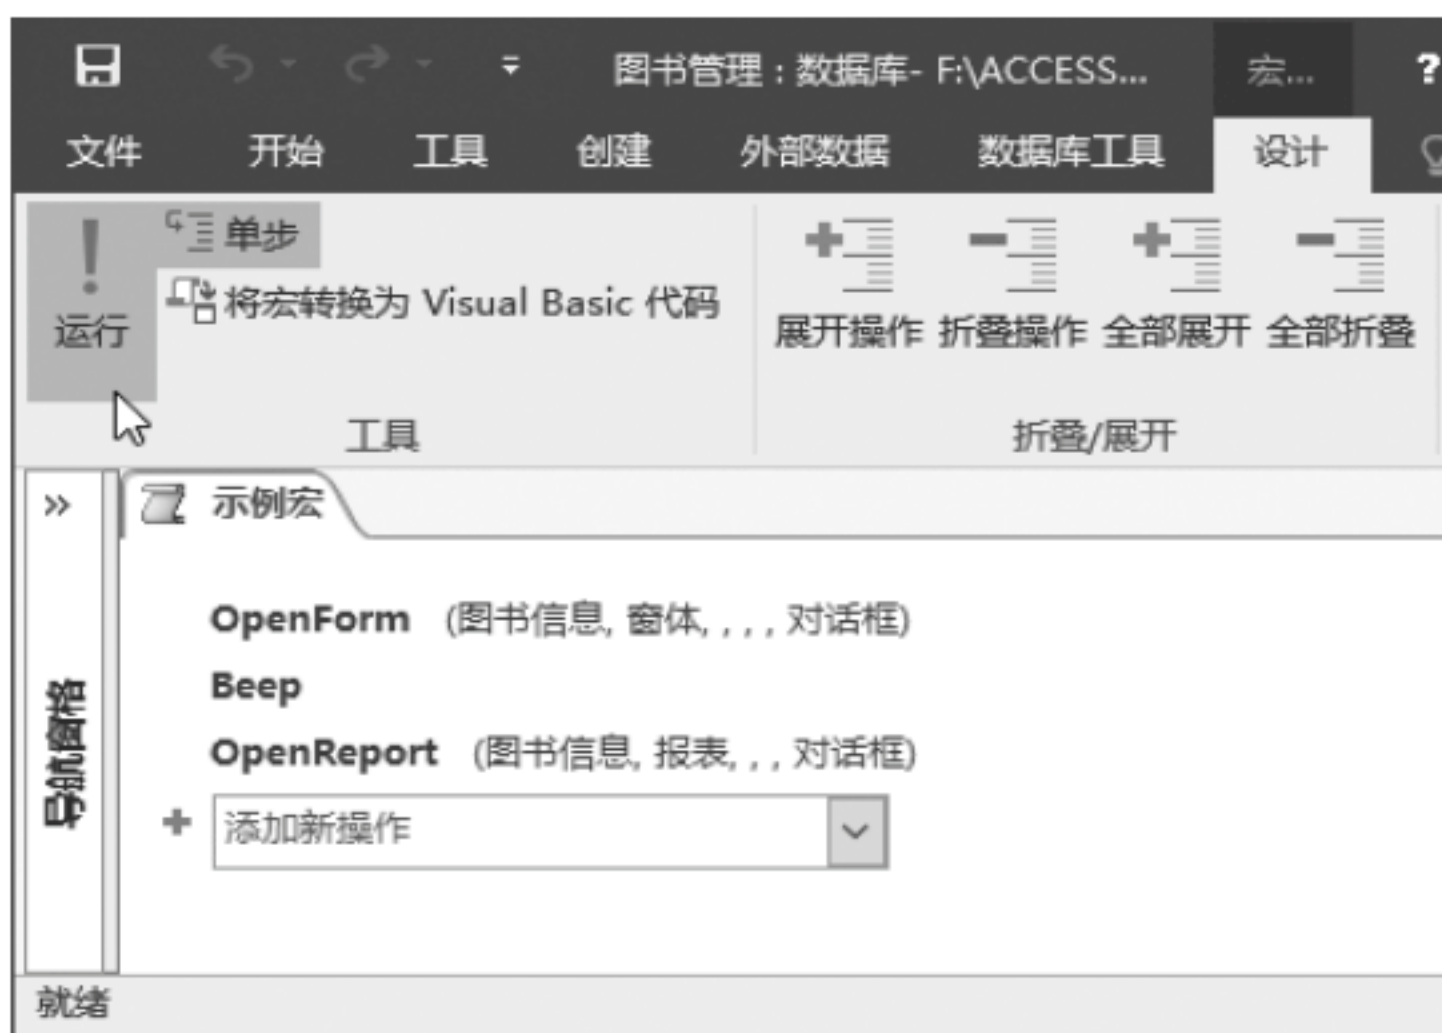 图书管理：数据库- F:\ACCESS... 宏... ?
文件 开始 工具 创建 外部数据 数据库工具 设计
单步
将宏转换为 Visual Basic 代码
运行
展开操作 折叠操作 全部展开 全部折叠
工具 折叠/展开
» 示例宏
OpenForm (图书信息, 窗体, , , , 对话框)
Beep
OpenReport (图书信息, 报表, , , 对话框)
添加新操作
导航窗格
就绪